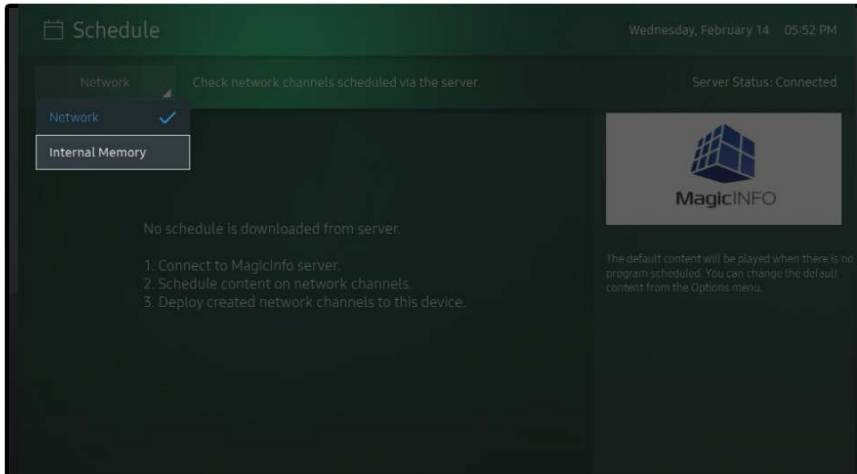 Schedule
Wednesday, February 14 05:52 PM
Network
Check network channels scheduled via the server.
Server Status: Connected
Network
Internal Memory
MagicINFO
No schedule is downloaded from server.
1. Connect to MagicInfo server.
2. Schedule content on network channels.
3. Deploy created network channels to this device.
The default content will be played when there is no
program scheduled. You can change the default
content from the Options menu.